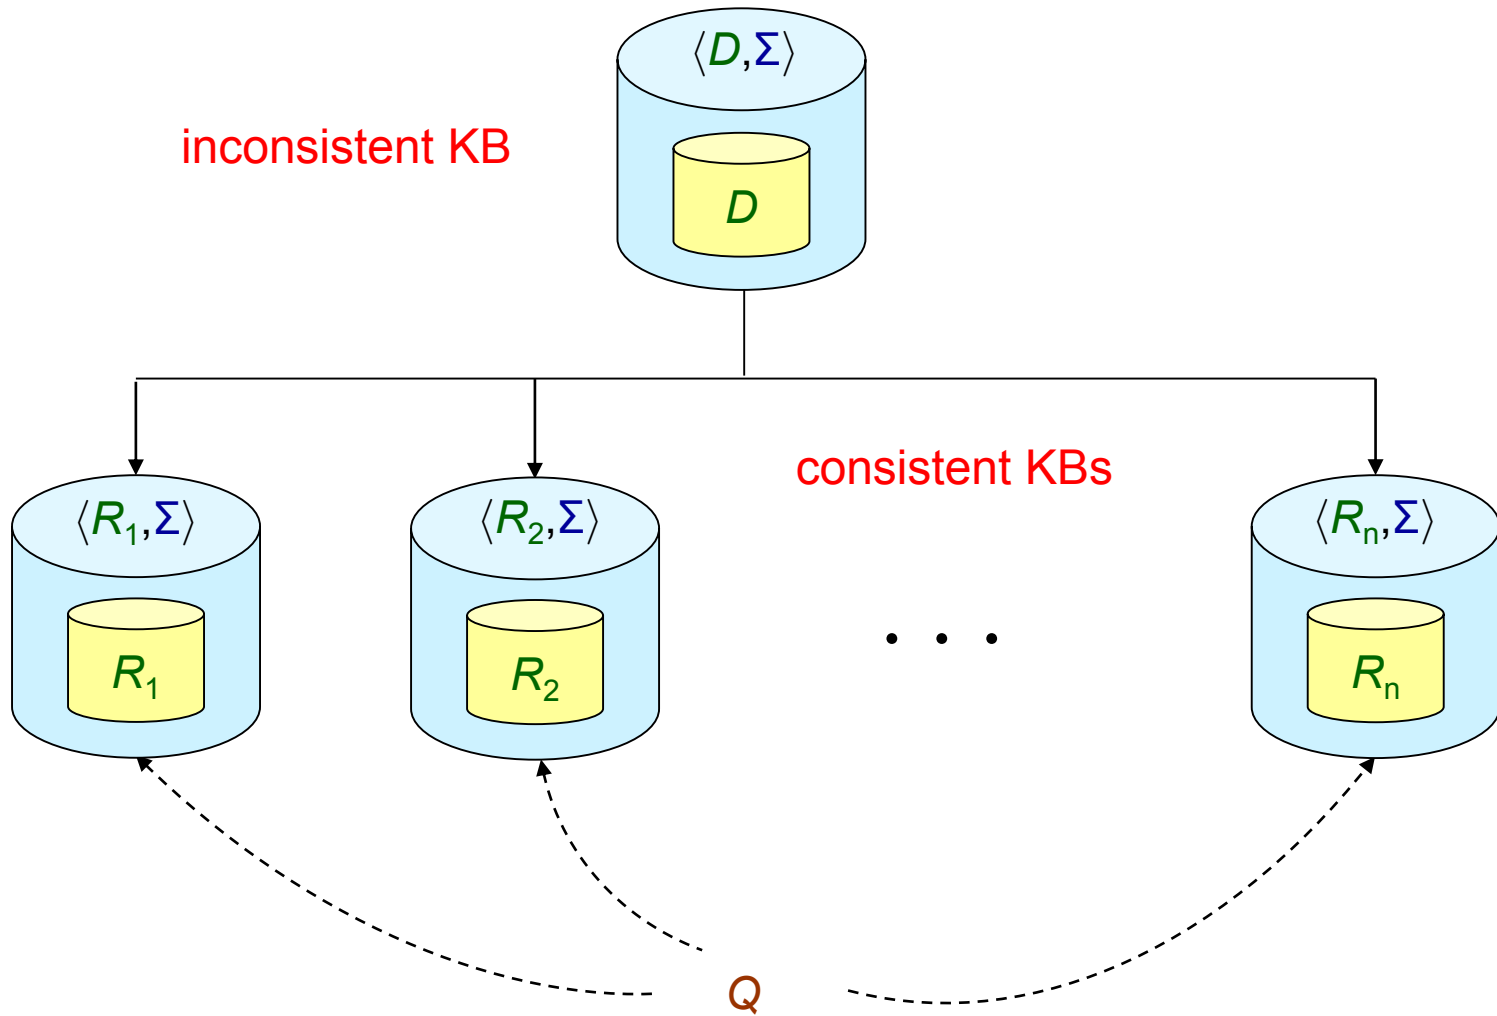 ⟨D,Σ⟩
inconsistent KB
D
consistent KBs
⟨R₁,Σ⟩
⟨R₂,Σ⟩
⟨Rₙ,Σ⟩
. . .
R₁
R₂
Rₙ
Q